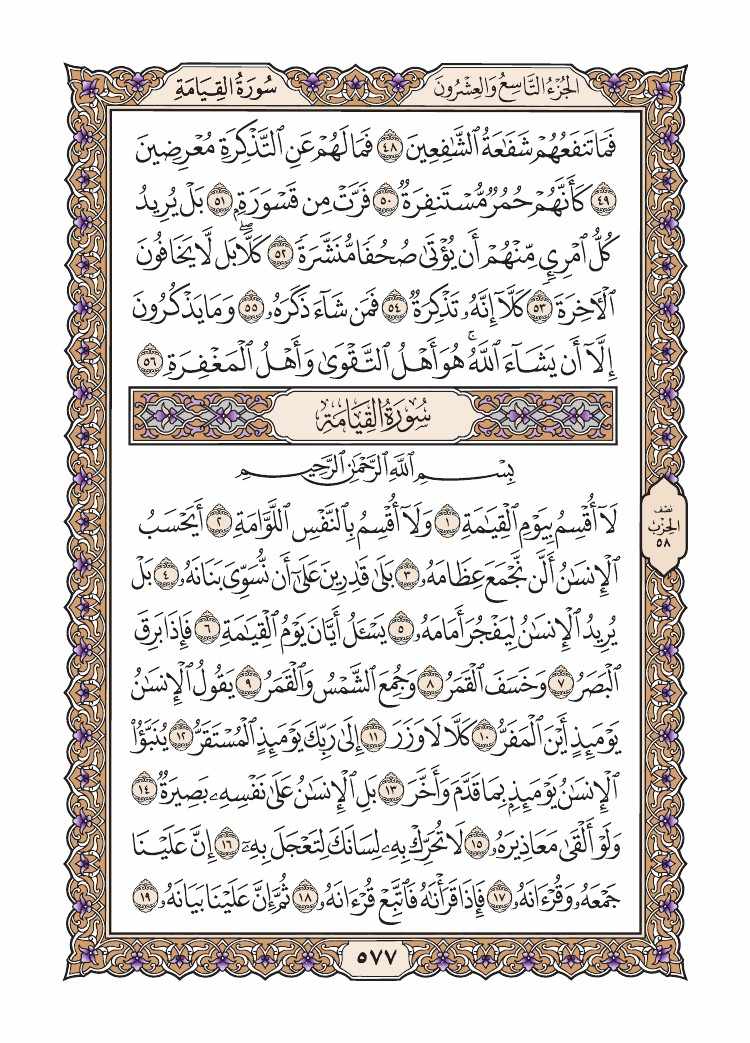 الجُزْءُ التَّاسِعُ وَالعِشْرُونَ
سُورَةُ القِيَامَةِ
فَمَا تَنفَعُهُمْ شَفَٰعَةُ ٱلشَّٰفِعِينَ ٤٨ فَمَا لَهُمْ عَنِ ٱلتَّذْكِرَةِ مُعْرِضِينَ
٤٩ كَأَنَّهُمْ حُمُرٌ مُّسْتَنفِرَةٌ ٥٠ فَرَّتْ مِن قَسْوَرَةٍۭ ٥١ بَلْ يُرِيدُ
كُلُّ ٱمْرِئٍ مِّنْهُمْ أَن يُؤْتَىٰ صُحُفًا مُّنَشَّرَةً ٥٢ كَلَّاۖ بَل لَّا يَخَافُونَ
ٱلْأٓخِرَةَ ٥٣ كَلَّآ إِنَّهُۥ تَذْكِرَةٌ ٥٤ فَمَن شَآءَ ذَكَرَهُۥ ٥٥ وَمَا يَذْكُرُونَ
إِلَّآ أَن يَشَآءَ ٱللَّهُۚ هُوَ أَهْلُ ٱلتَّقْوَىٰ وَأَهْلُ ٱلْمَغْفِرَةِ ٥٦
سُورَةُ القِيَامَةِ
بِسْمِ ٱللَّهِ ٱلرَّحْمَٰنِ ٱلرَّحِيمِ
لَآ أُقْسِمُ بِيَوْمِ ٱلْقِيَٰمَةِ ١ وَلَآ أُقْسِمُ بِٱلنَّفْسِ ٱللَّوَّامَةِ ٢ أَيَحْسَبُ
ٱلْإِنسَٰنُ أَلَّن نَّجْمَعَ عِظَامَهُۥ ٣ بَلَىٰ قَٰدِرِينَ عَلَىٰٓ أَن نُّسَوِّيَ بَنَانَهُۥ ٤ بَلْ
يُرِيدُ ٱلْإِنسَٰنُ لِيَفْجُرَ أَمَامَهُۥ ٥ يَسْـَٔلُ أَيَّانَ يَوْمُ ٱلْقِيَٰمَةِ ٦ فَإِذَا بَرِقَ
ٱلْبَصَرُ ٧ وَخَسَفَ ٱلْقَمَرُ ٨ وَجُمِعَ ٱلشَّمْسُ وَٱلْقَمَرُ ٩ يَقُولُ ٱلْإِنسَٰنُ
يَوْمَئِذٍ أَيْنَ ٱلْمَفَرُّ ١٠ كَلَّا لَا وَزَرَ ١١ إِلَىٰ رَبِّكَ يَوْمَئِذٍ ٱلْمُسْتَقَرُّ ١٢ يُنَبَّؤُاْ
ٱلْإِنسَٰنُ يَوْمَئِذٍۭ بِمَا قَدَّمَ وَأَخَّرَ ١٣ بَلِ ٱلْإِنسَٰنُ عَلَىٰ نَفْسِهِۦ بَصِيرَةٌ ١٤
وَلَوْ أَلْقَىٰ مَعَاذِيرَهُۥ ١٥ لَا تُحَرِّكْ بِهِۦ لِسَانَكَ لِتَعْجَلَ بِهِۦٓ ١٦ إِنَّ عَلَيْنَا
جَمْعَهُۥ وَقُرْءَانَهُۥ ١٧ فَإِذَا قَرَأْنَٰهُ فَٱتَّبِعْ قُرْءَانَهُۥ ١٨ ثُمَّ إِنَّ عَلَيْنَا بَيَانَهُۥ ١٩
نصف
الحزب
٥٨
٥٧٧